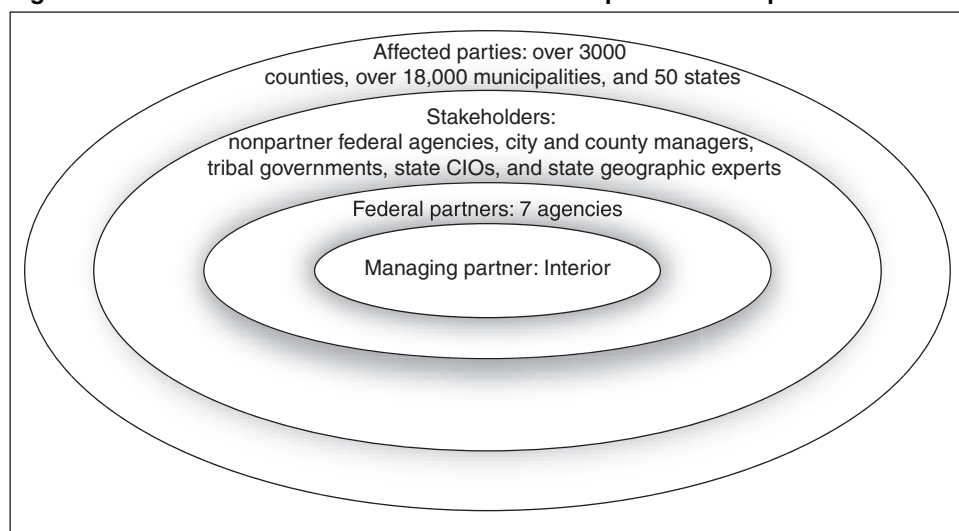 Affected parties: over 3000
counties, over 18,000 municipalities, and 50 states
Stakeholders:
nonpartner federal agencies, city and county managers,
tribal governments, state CIOs, and state geographic experts
Federal partners: 7 agencies
Managing partner: Interior